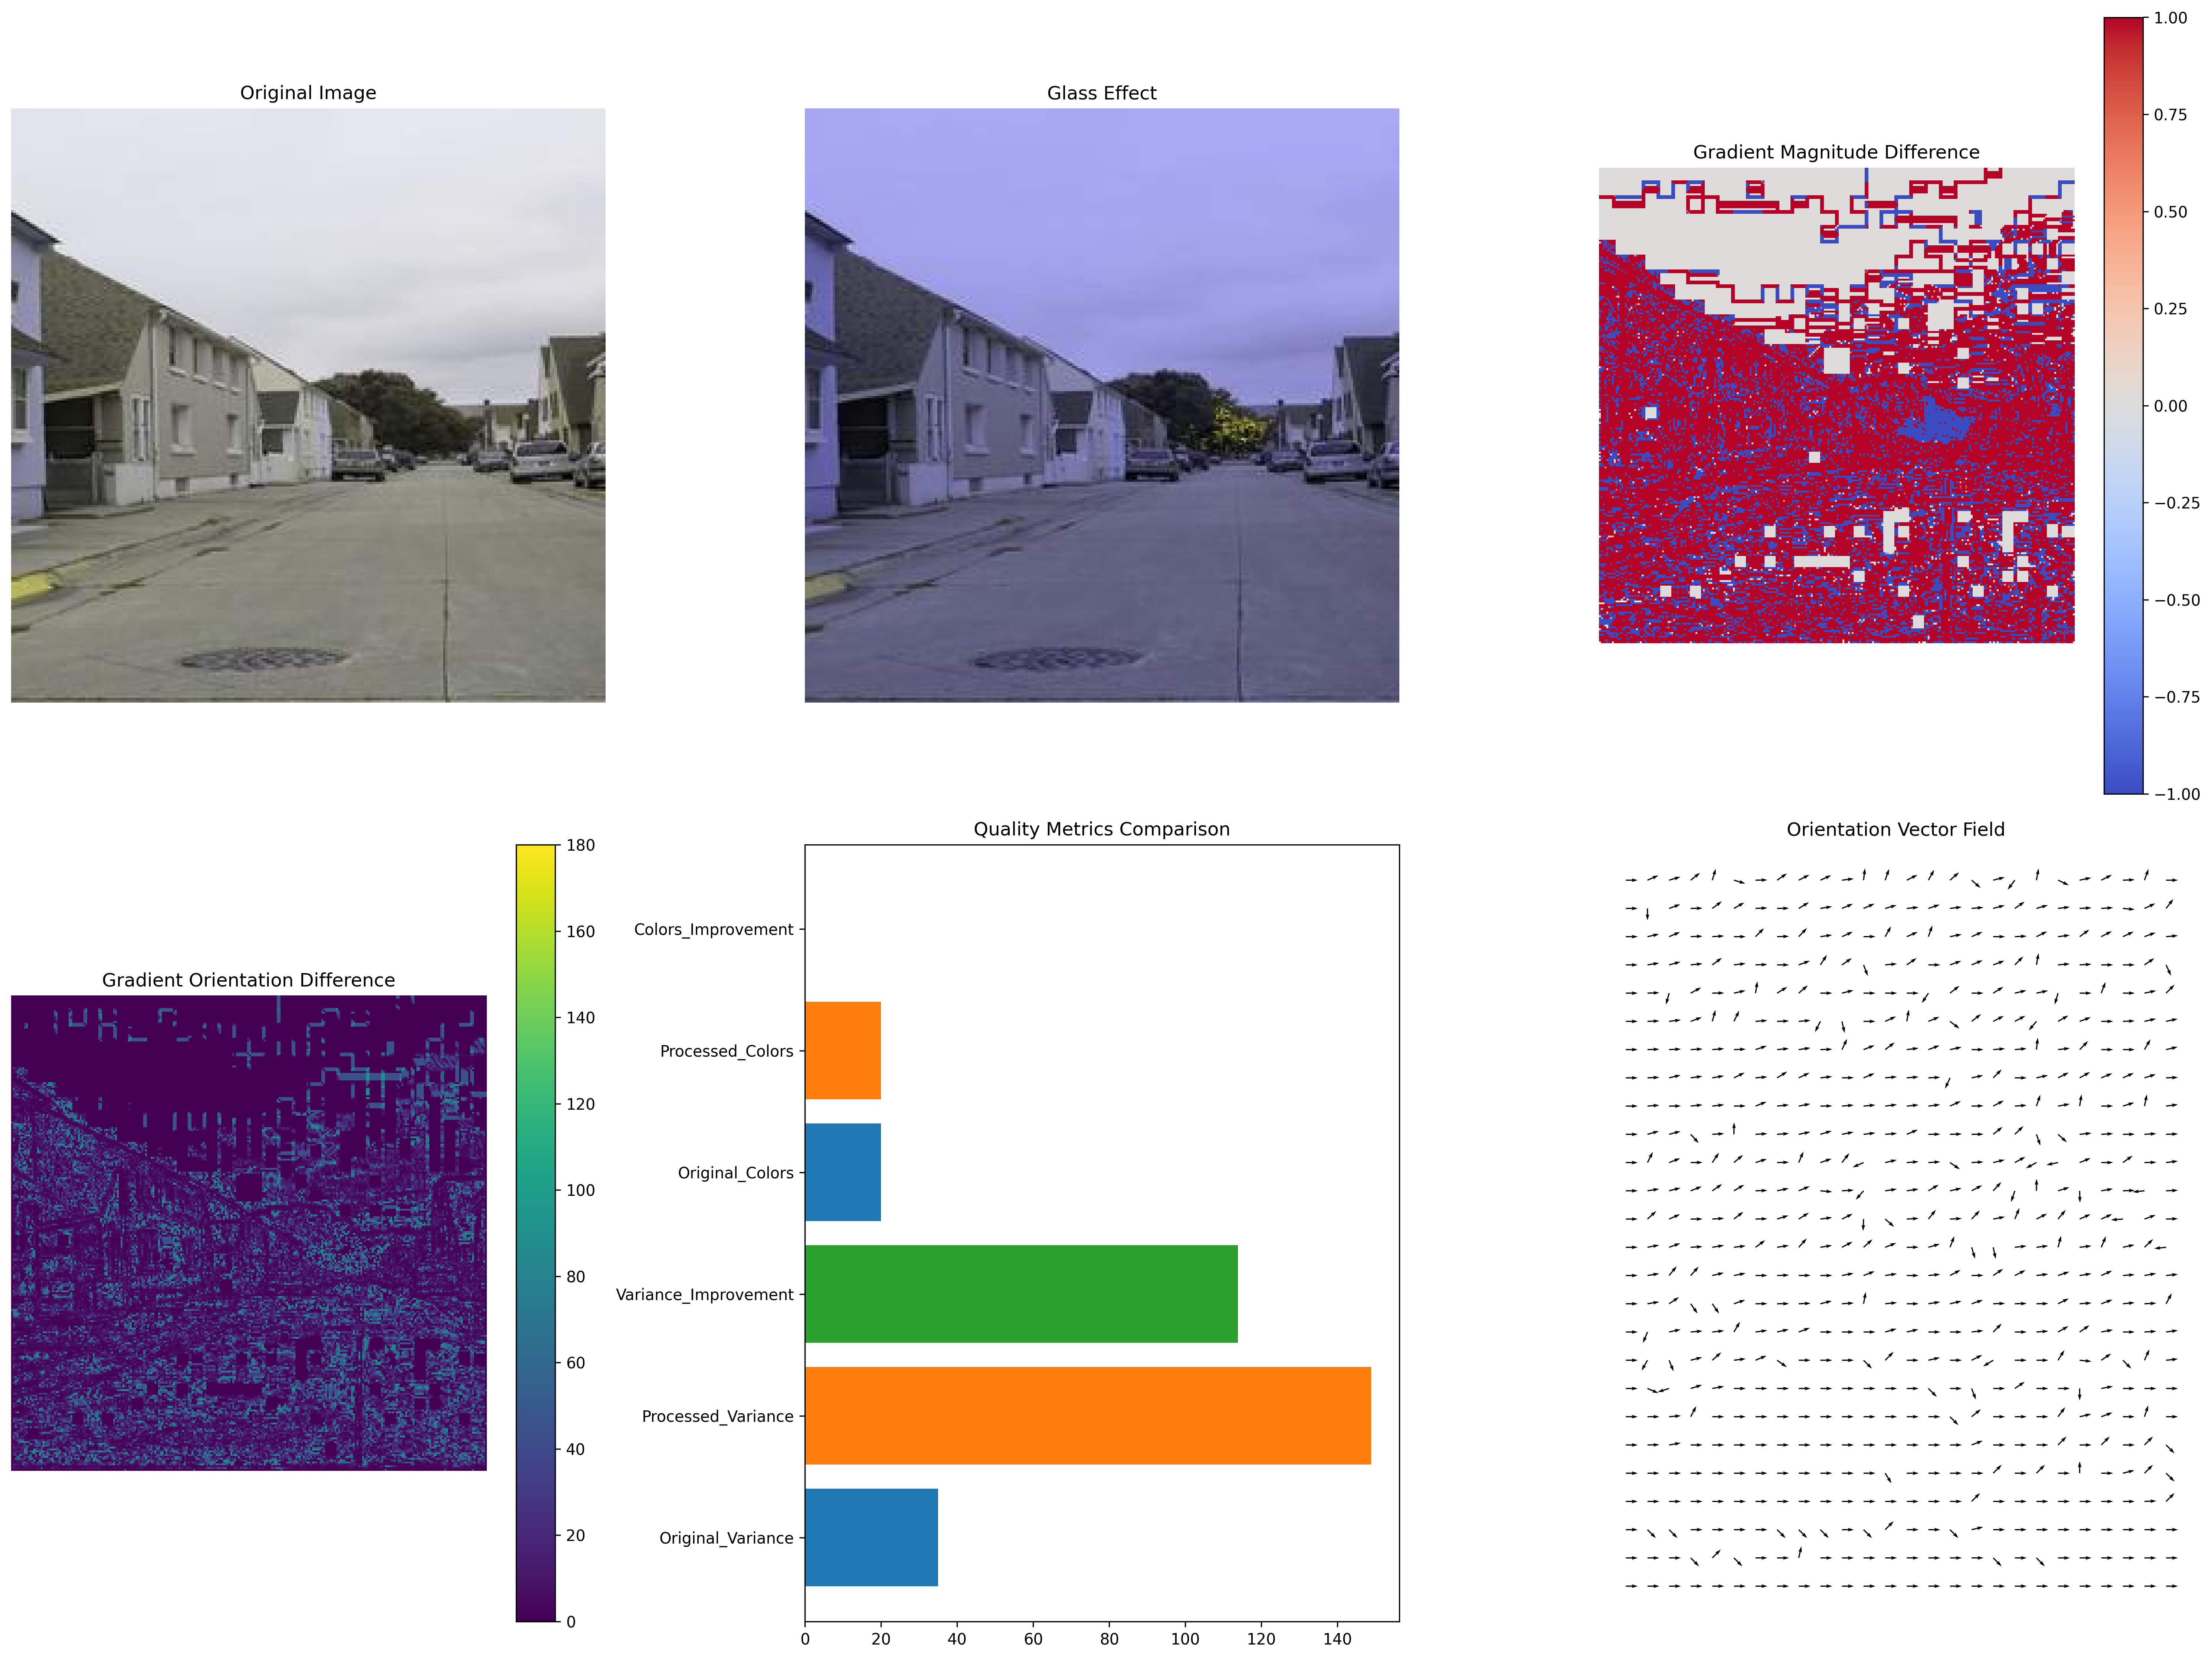 Original Image
Glass Effect
Gradient Magnitude Difference
1.00
0.75
0.50
0.25
0.00
−0.25
−0.50
−0.75
−1.00
Gradient Orientation Difference
180
160
140
120
100
80
60
40
20
0
Quality Metrics Comparison
Colors_Improvement
Processed_Colors
Original_Colors
Variance_Improvement
Processed_Variance
Original_Variance
0 20 40 60 80 100 120 140
Orientation Vector Field